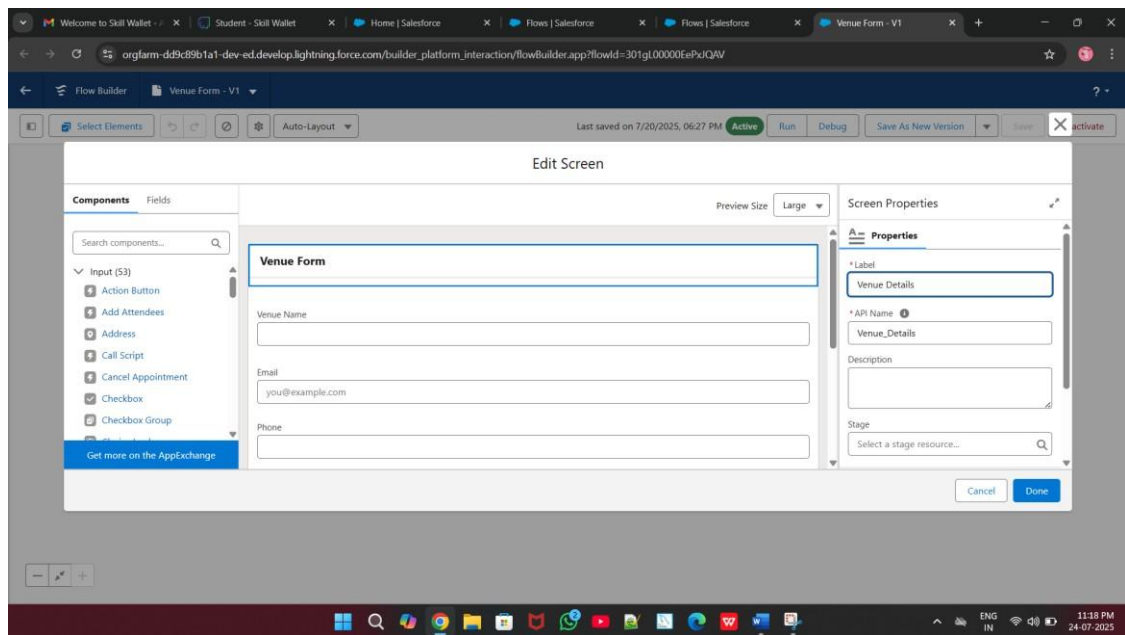 Welcome to Skill Wallet - A
Student - Skill Wallet
Home | Salesforce
Flows | Salesforce
Flows | Salesforce
Venue Form - V1
orgfarm-dd9c89b1a1-dev-ed.develop.lightning.force.com/builder_platform_interaction/flowBuilder.app?flowId=301gL00000EePxJQAV
Flow Builder Venue Form - V1 ?
Select Elements Auto-Layout Last saved on 7/20/2025, 06:27 PM Active Run Debug Save As New Version Save activate
Edit Screen
Components Fields
Preview Size Large
Screen Properties
Search components...
Properties
Input (53)
Action Button
Add Attendees
Address
Call Script
Cancel Appointment
Checkbox
Checkbox Group
Get more on the AppExchange
Venue Form
Venue Name
Email
you@example.com
Phone
*Label
Venue Details
*API Name
Venue_Details
Description
Stage
Select a stage resource...
Cancel Done
ENG
IN
11:18 PM
24-07-2025